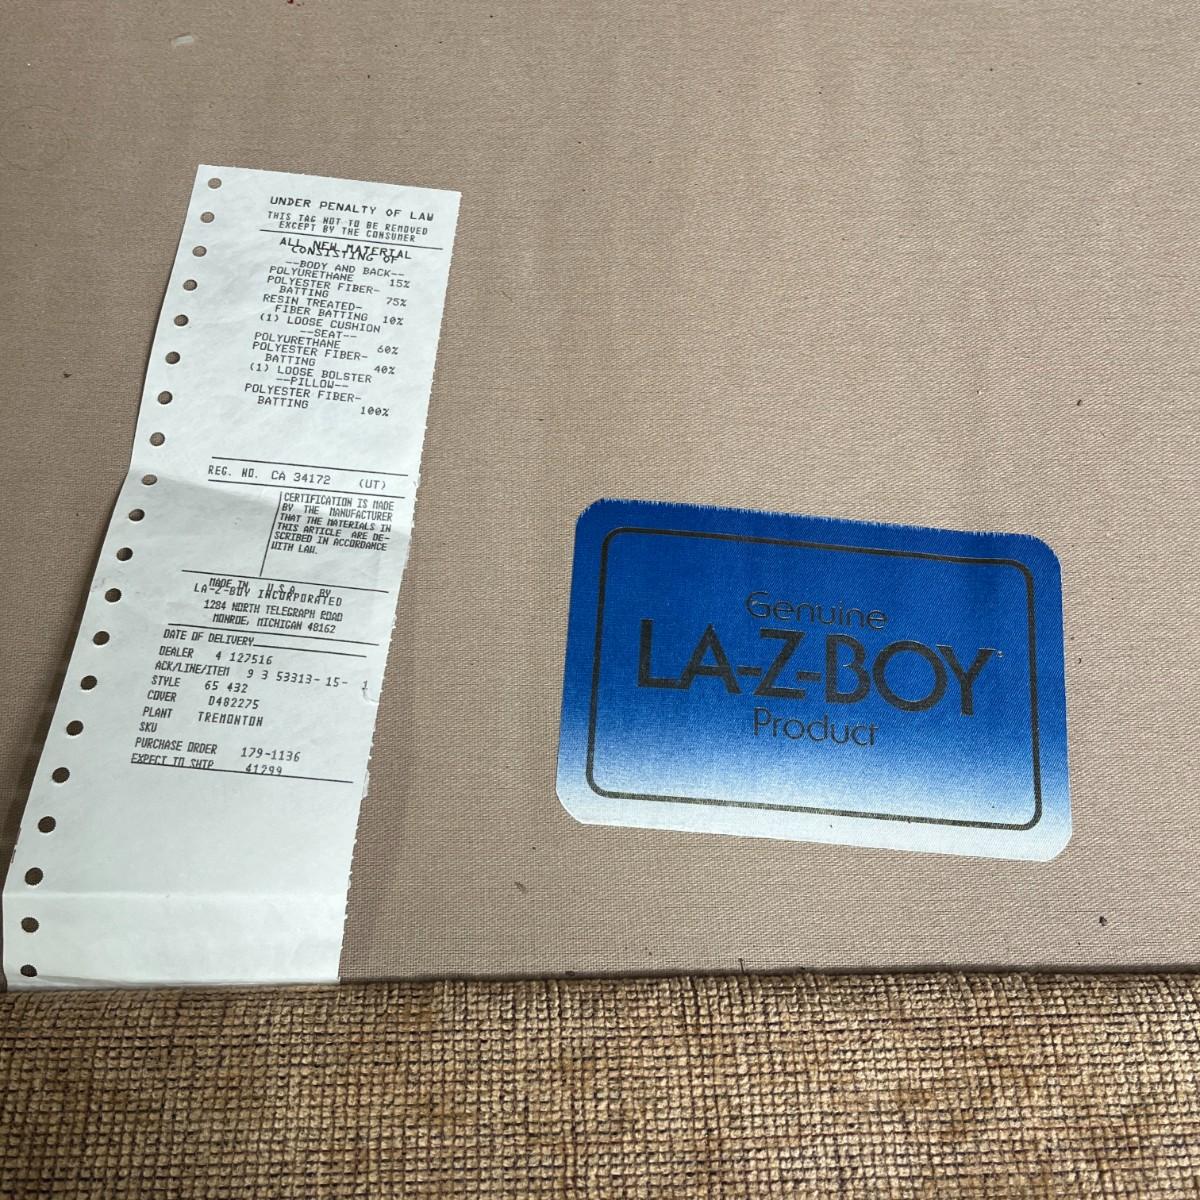 UNDER PENALTY OF LAW
THIS TAG NOT TO BE REMOVED
EXCEPT BY THE CONSUMER
ALL NEW MATERIAL
CONSISTING OF
--BODY AND BACK--
POLYURETHANE 15%
POLYESTER FIBER-
BATTING 75%
RESIN TREATED-
FIBER BATTING 10%
(1) LOOSE CUSHION
--SEAT--
POLYURETHANE 60%
POLYESTER FIBER-
BATTING 40%
(1) LOOSE BOLSTER
--PILLOW--
POLYESTER FIBER-
BATTING 100%
REG. NO. CA 34172 (UT)
CERTIFICATION IS MADE
BY THE MANUFACTURER
THAT THE MATERIALS IN
THIS ARTICLE ARE DE-
SCRIBED IN ACCORDANCE
WITH LAW.
MADE IN U.S.A. BY
LA-Z-BOY INCORPORATED
1284 NORTH TELEGRAPH ROAD
MONROE, MICHIGAN 48162
DATE OF DELIVERY
DEALER 4 127516
ACK/LINE/ITEM 9 3 53313- 15- 1
STYLE 65 432
COVER D482275
PLANT TREMONTON
SKU
PURCHASE ORDER 179-1136
EXPECT TO SHIP 41299
Genuine
LA-Z-BOY
Product